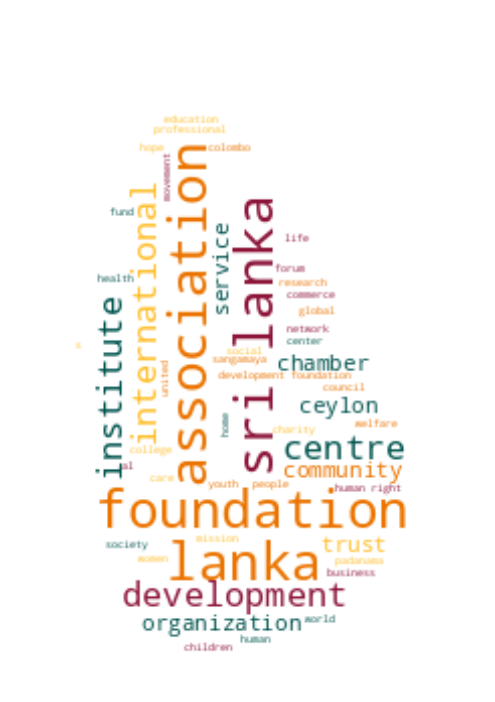 education
professional
hope
colombo
movement
association
international
sri lanka
fund
service
life
health
forum
research
commerce
institute
global
network
center
social
sangamaya
chamber
united
development foundation
council
ceylon
home
welfare
charity
centre
college
al
community
care
youth
people
human right
foundation
society
mission
trust
women
lanka
padanama
business
development
organization
world
human
children